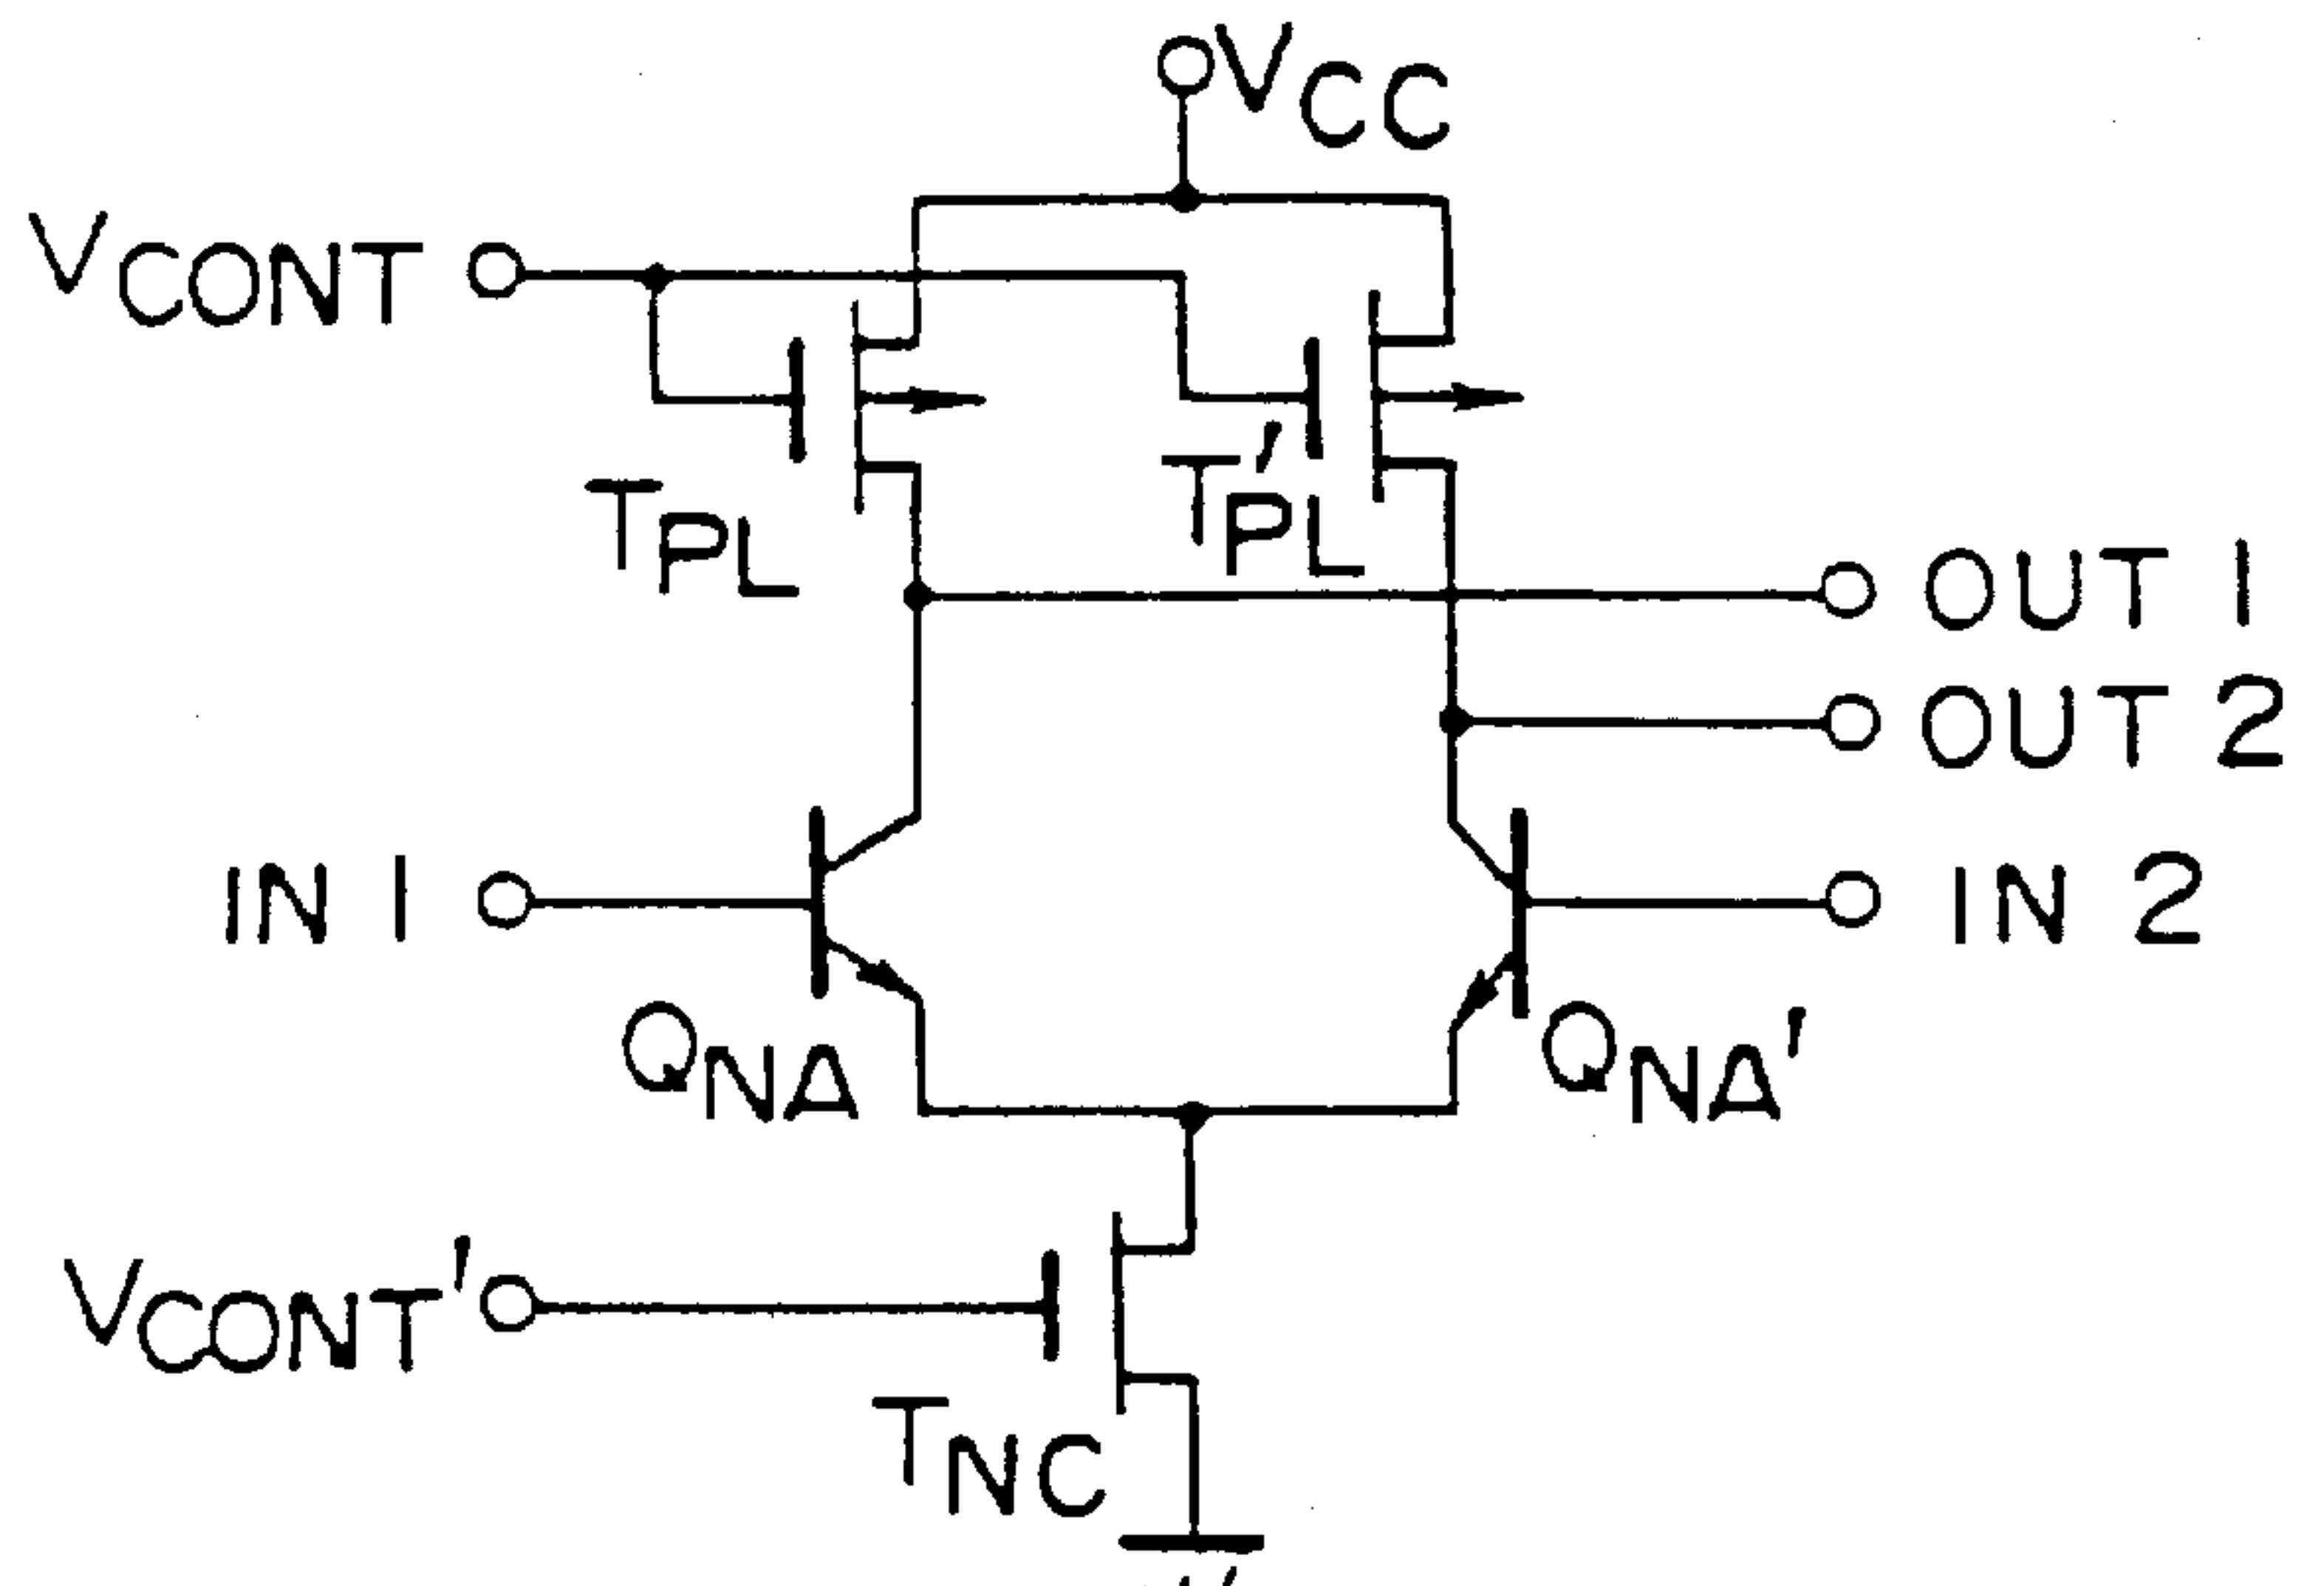 VCC
VCONT
TPL
T'PL
OUT 1
OUT 2
IN 1
IN 2
QNA
QNA'
VCONT'
TNC